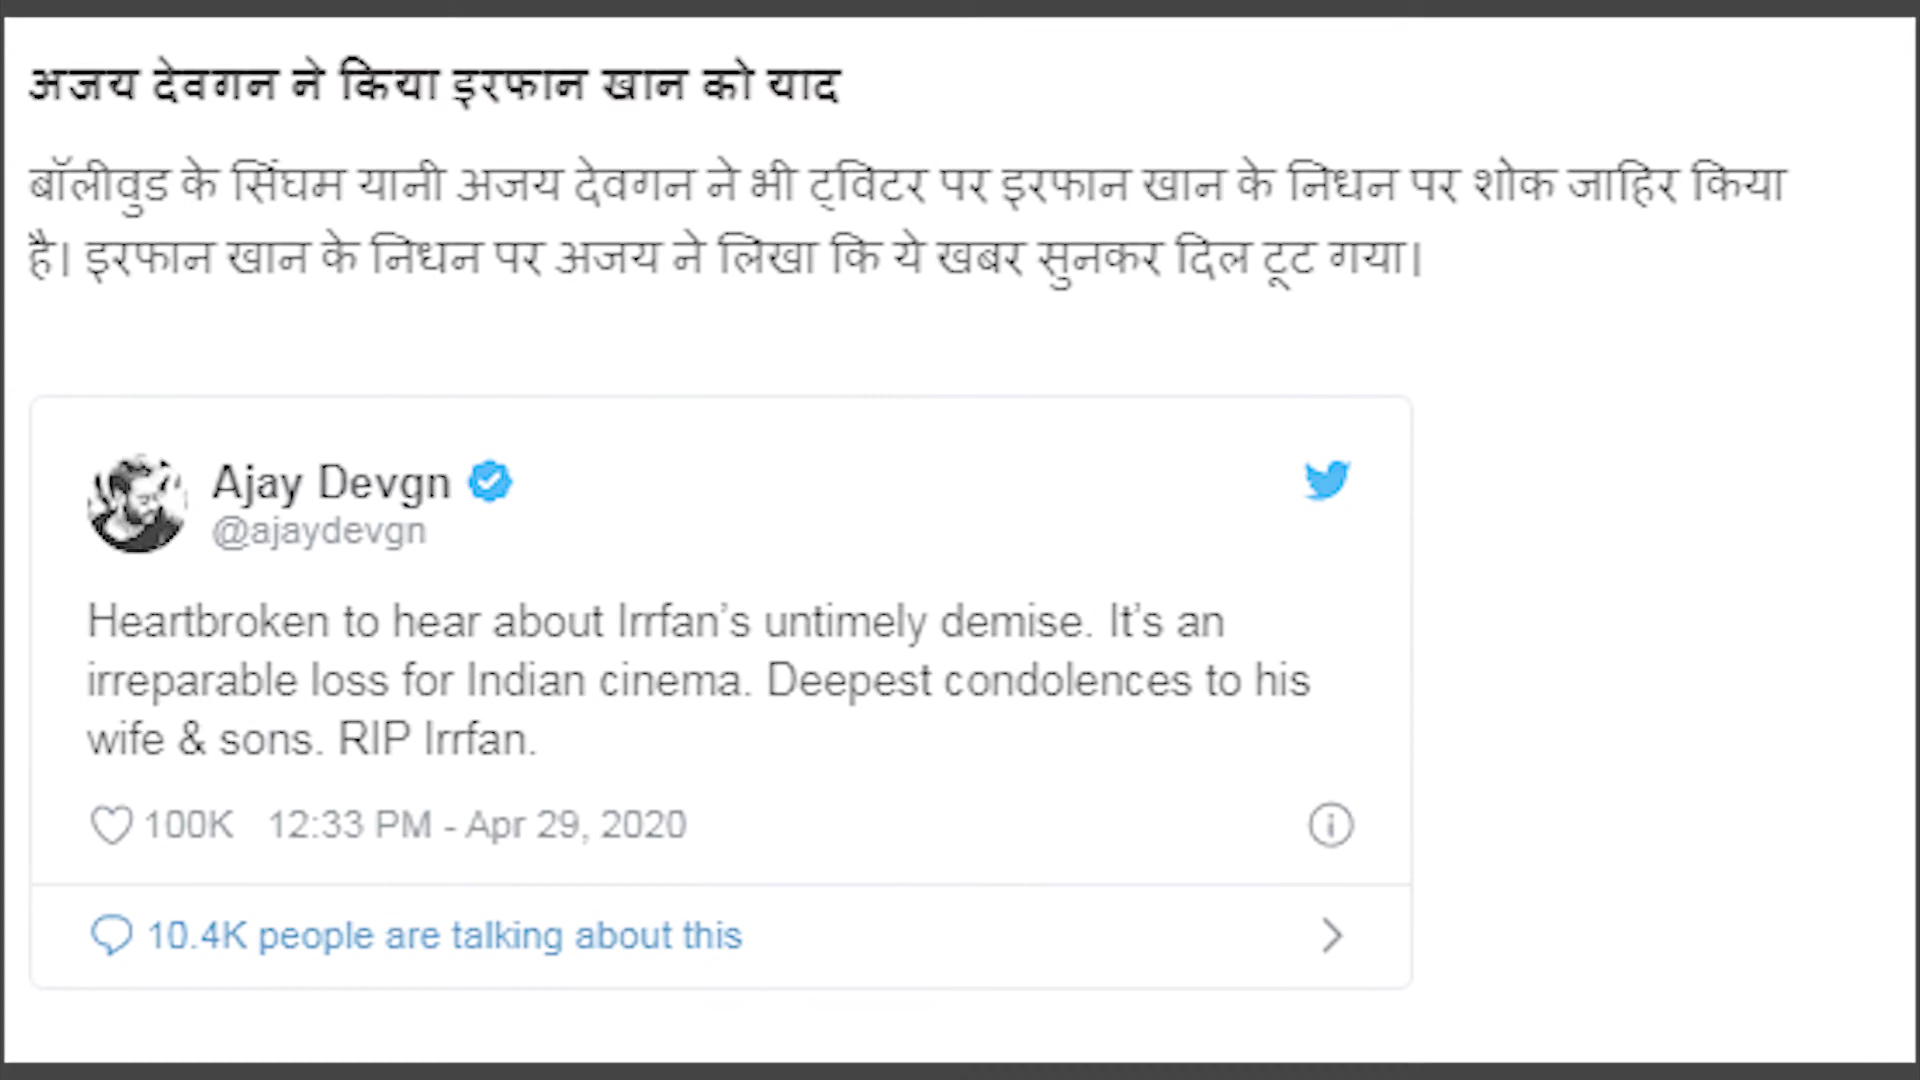 अजय देवगन ने किया इरफान खान को याद
बॉलीवुड के सिंघम यानी अजय देवगन ने भी ट्विटर पर इरफान खान के निधन पर शोक जाहिर किया
है। इरफान खान के निधन पर अजय ने लिखा कि ये खबर सुनकर दिल टूट गया।
Ajay Devgn
@ajaydevgn
Heartbroken to hear about Irrfan’s untimely demise. It’s an
irreparable loss for Indian cinema. Deepest condolences to his
wife & sons. RIP Irrfan.
100K 12:33 PM - Apr 29, 2020
10.4K people are talking about this